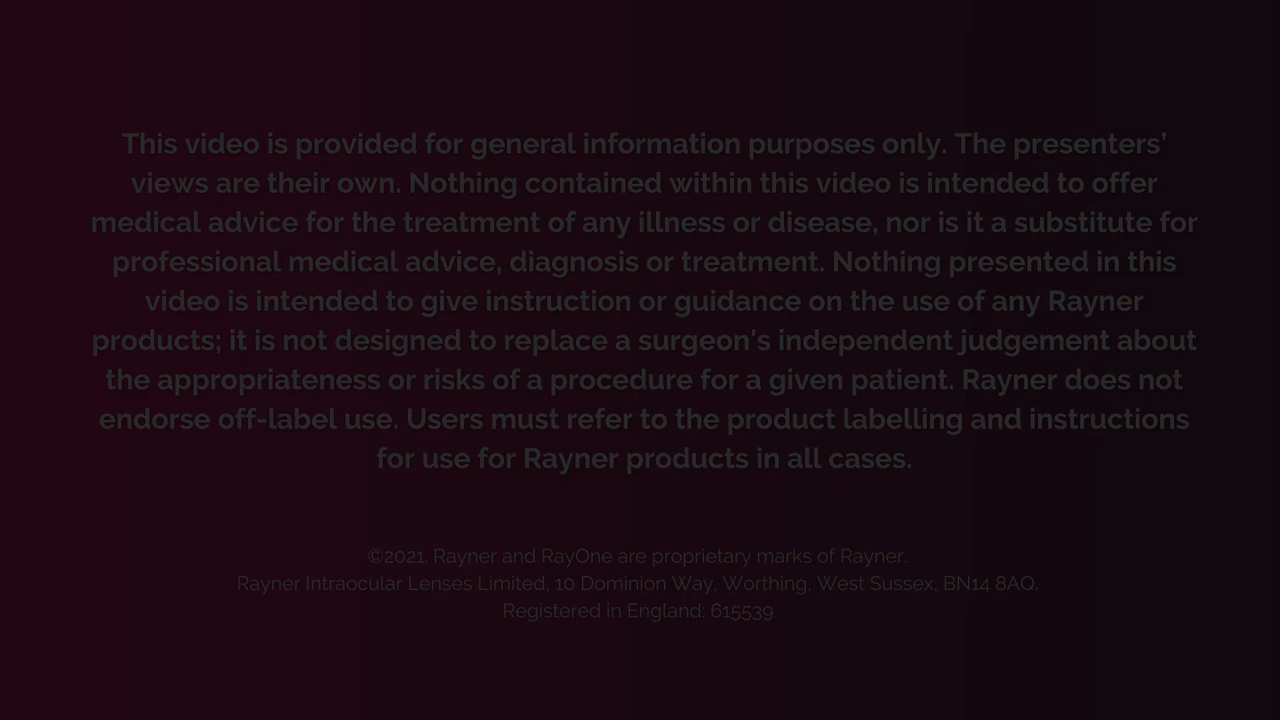 This video is provided for general information purposes only. The presenters’
views are their own. Nothing contained within this video is intended to offer
medical advice for the treatment of any illness or disease, nor is it a substitute for
professional medical advice, diagnosis or treatment. Nothing presented in this
video is intended to give instruction or guidance on the use of any Rayner
products; it is not designed to replace a surgeon's independent judgement about
the appropriateness or risks of a procedure for a given patient. Rayner does not
endorse off-label use. Users must refer to the product labelling and instructions
for use for Rayner products in all cases.
©2021. Rayner and RayOne are proprietary marks of Rayner.
Rayner Intraocular Lenses Limited, 10 Dominion Way, Worthing, West Sussex, BN14 8AQ.
Registered in England: 615539.